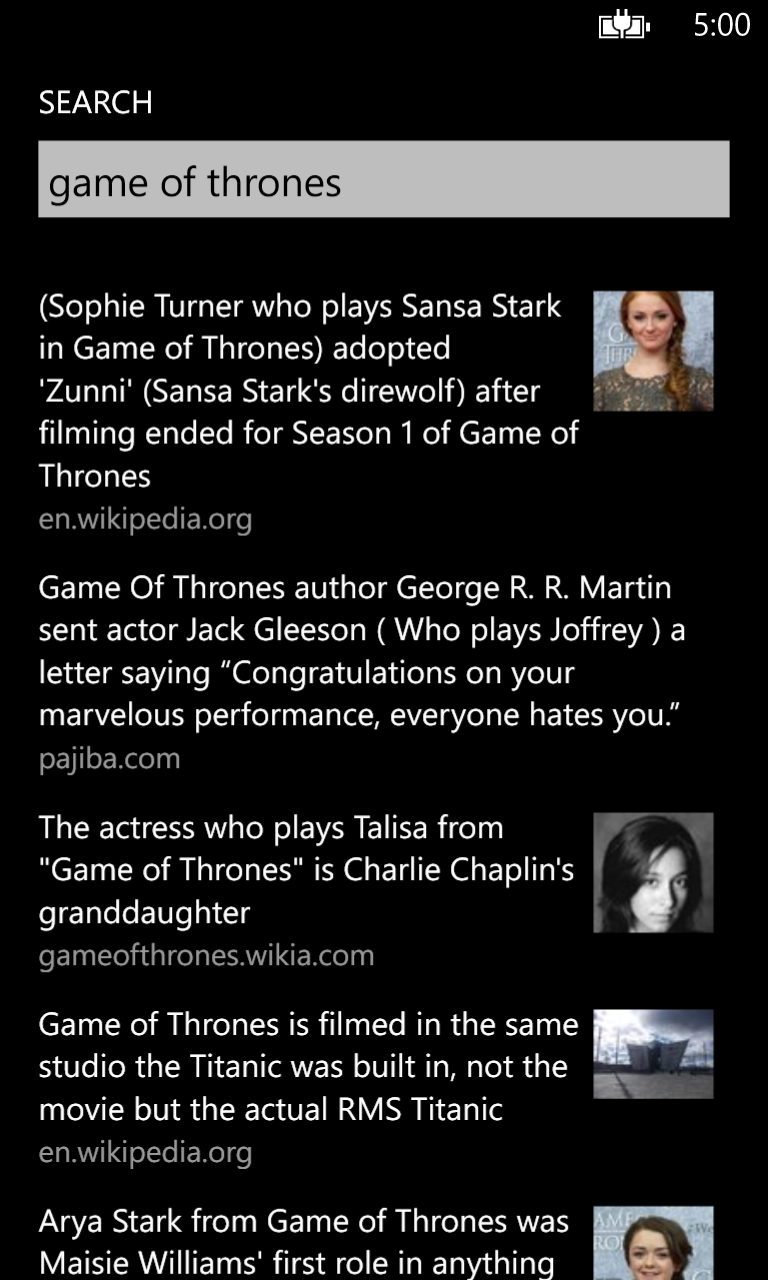 5:00
SEARCH
game of thrones
(Sophie Turner who plays Sansa Stark
in Game of Thrones) adopted
'Zunni' (Sansa Stark's direwolf) after
filming ended for Season 1 of Game of
Thrones
en.wikipedia.org
Game Of Thrones author George R. R. Martin
sent actor Jack Gleeson ( Who plays Joffrey ) a
letter saying “Congratulations on your
marvelous performance, everyone hates you.”
pajiba.com
The actress who plays Talisa from
"Game of Thrones" is Charlie Chaplin's
granddaughter
gameofthrones.wikia.com
Game of Thrones is filmed in the same
studio the Titanic was built in, not the
movie but the actual RMS Titanic
en.wikipedia.org
Arya Stark from Game of Thrones was
Maisie Williams' first role in anything